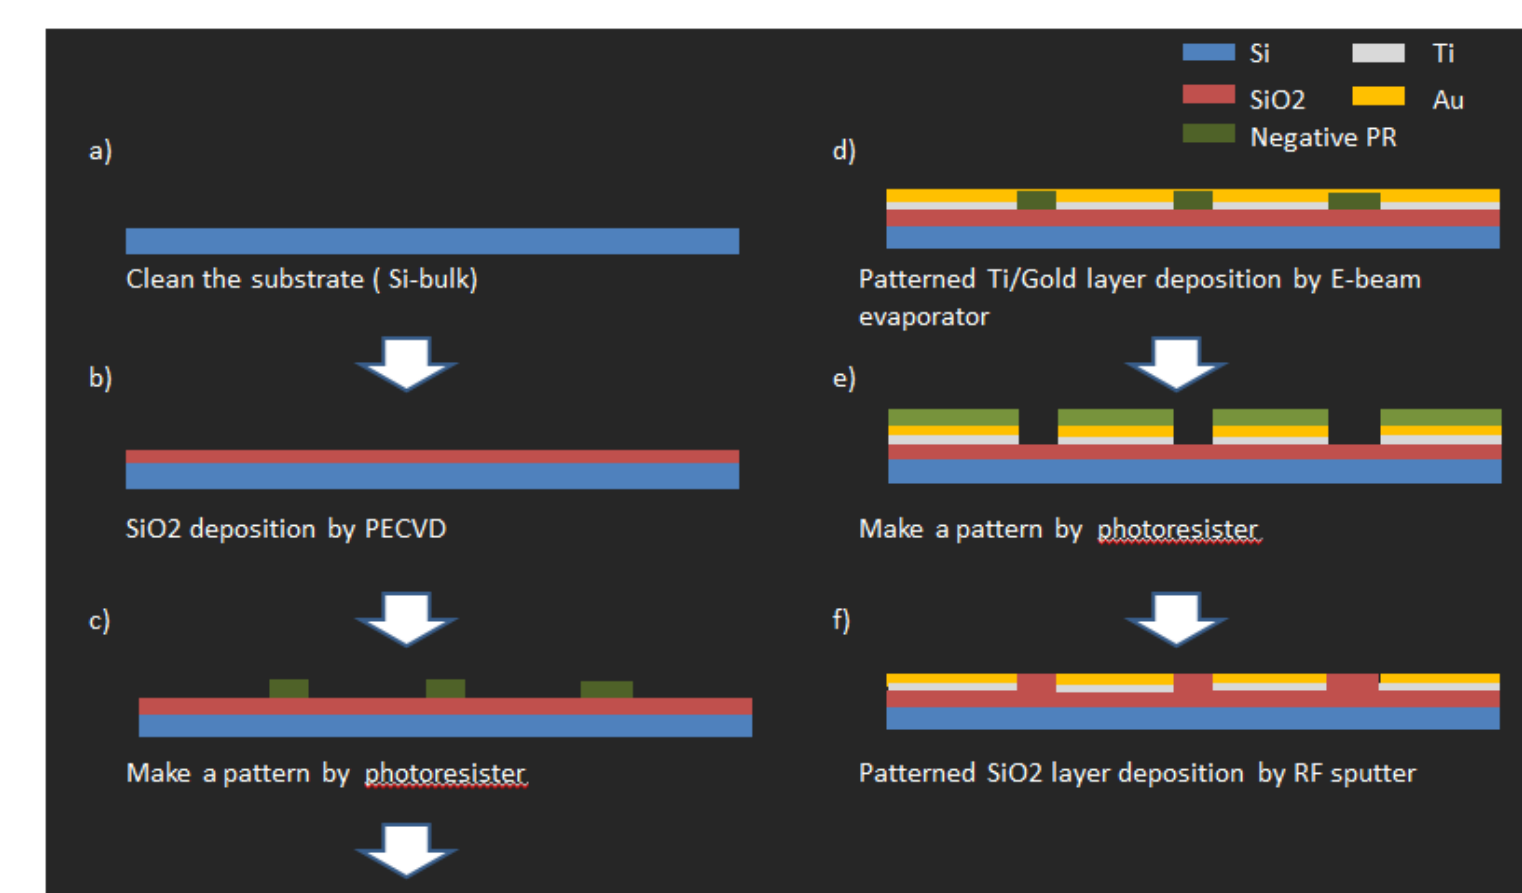 Si
Ti
SiO2
Au
Negative PR
a)
Clean the substrate ( Si-bulk)
b)
SiO2 deposition by PECVD
c)
Make a pattern by photoresister
d)
Patterned Ti/Gold layer deposition by E-beam
evaporator
e)
Make a pattern by photoresister
f)
Patterned SiO2 layer deposition by RF sputter